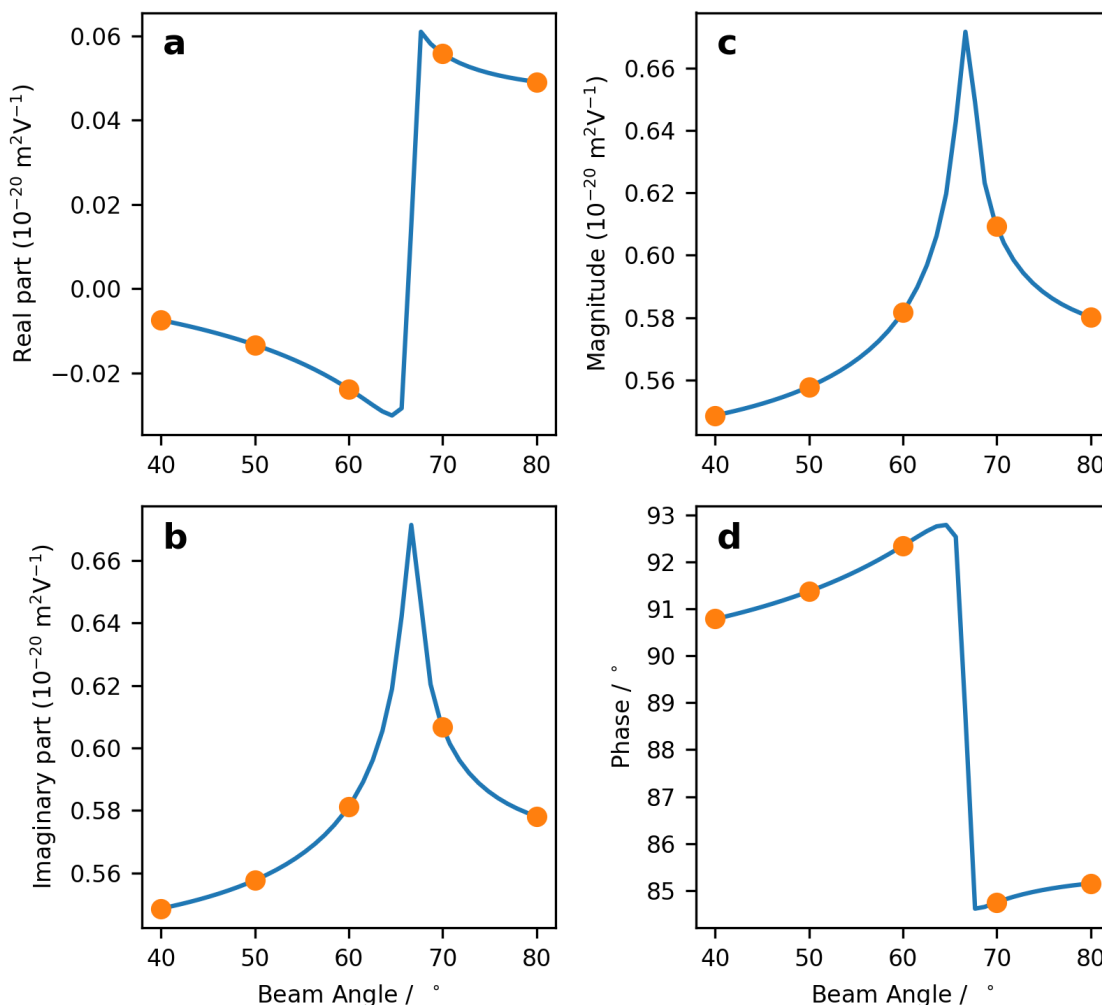 a
Real part (10⁻²⁰ m²V⁻¹)
0.06
0.04
0.02
0.00
−0.02
40 50 60 70 80
c
Magnitude (10⁻²⁰ m²V⁻¹)
0.66
0.64
0.62
0.60
0.58
0.56
40 50 60 70 80
b
Imaginary part (10⁻²⁰ m²V⁻¹)
0.66
0.64
0.62
0.60
0.58
0.56
40 50 60 70 80
Beam Angle / °
d
Phase / °
93
92
91
90
89
88
87
86
85
40 50 60 70 80
Beam Angle / °